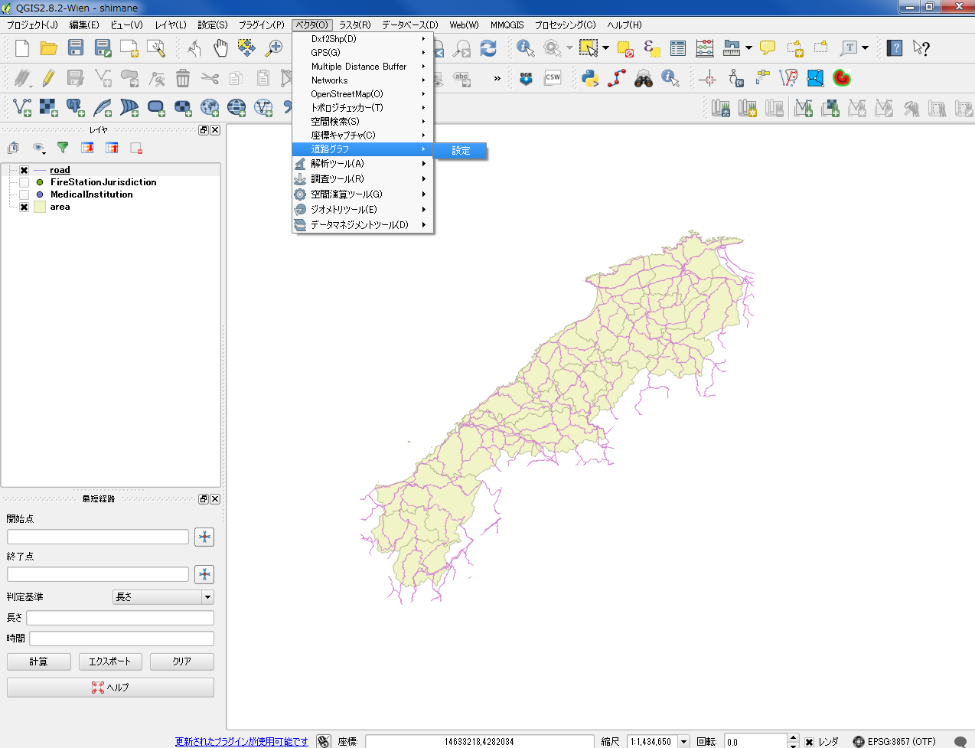 QGIS2.8.2-Wien - shimane
プロジェクト(J) 編集(E) ビュー(V) レイヤ(L) 設定(S) プラグイン(P) ベクタ(O) ラスタ(R) データベース(D) Web(W) MMQGIS プロセッシング(C) ヘルプ(H)
Dxf2Shp(D)
GPS(G)
Multiple Distance Buffer
Networks
OpenStreetMap(O)
トポロジチェッカー(T)
空間検索(S)
座標キャプチャ(C)
道路グラフ
設定
解析ツール(A)
調査ツール(R)
空間演算ツール(G)
ジオメトリツール(E)
データマネジメントツール(D)
abc
»
CSW
レイヤ
road
FireStationJurisdiction
MedicalInstitution
area
最短経路
開始点
終了点
判定基準 長さ
長さ
時間
計算 エクスポート クリア
ヘルプ
更新されたプラグインが使用可能です 座標: 14633218,4282034 縮尺 1:1,434,650 回転: 0.0 レンダ EPSG:3857 (OTF)